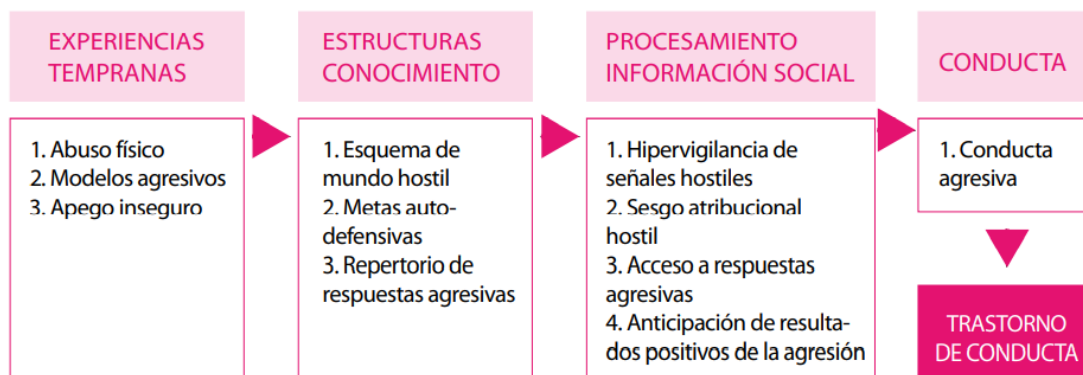 EXPERIENCIAS
TEMPRANAS
1. Abuso físico
2. Modelos agresivos
3. Apego inseguro
ESTRUCTURAS
CONOCIMIENTO
1. Esquema de
mundo hostil
2. Metas auto-
defensivas
3. Repertorio de
respuestas agresivas
PROCESAMIENTO
INFORMACIÓN SOCIAL
1. Hipervigilancia de
señales hostiles
2. Sesgo atribucional
hostil
3. Acceso a respuestas
agresivas
4. Anticipación de resulta-
dos positivos de la agresión
CONDUCTA
1. Conducta
agresiva
TRASTORNO
DE CONDUCTA